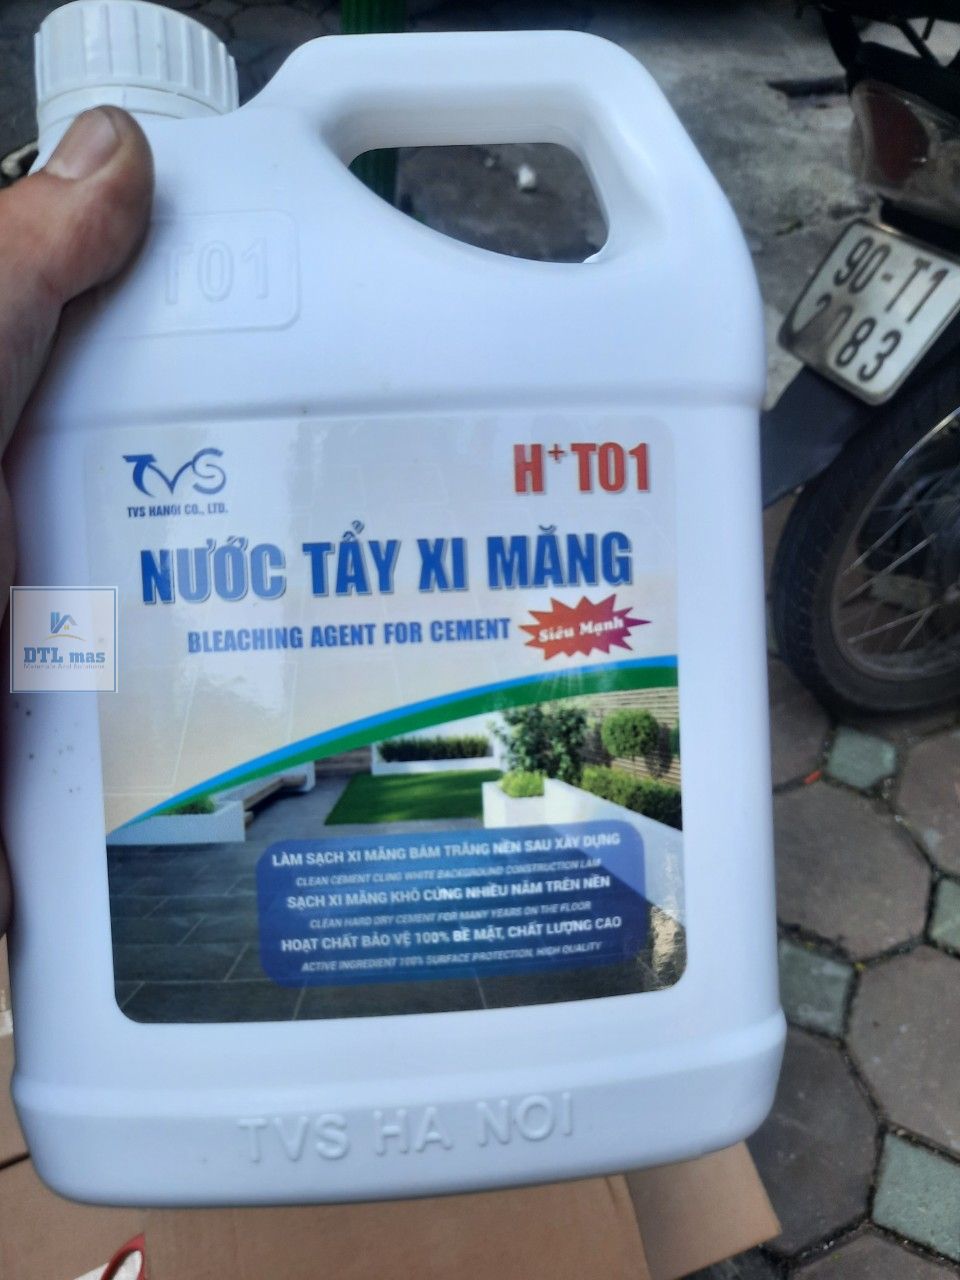 T01
TVS
TVS HANOI CO., LTD.
H+T01
NƯỚC TẨY XI MĂNG
BLEACHING AGENT FOR CEMENT
Siêu Mạnh
LÀM SẠCH XI MĂNG BÁM TRẮNG NỀN SAU XÂY DỰNG
CLEAN CEMENT CLING WHITE BACKGROUND CONSTRUCTION LAM
SẠCH XI MĂNG KHÔ CỨNG NHIỀU NĂM TRÊN NỀN
CLEAN HARD DRY CEMENT FOR MANY YEARS ON THE FLOOR
HOẠT CHẤT BẢO VỆ 100% BỀ MẶT, CHẤT LƯỢNG CAO
ACTIVE INGREDIENT 100% SURFACE PROTECTION, HIGH QUALITY
TVS HA NOI
90-T1
2083
DTL mas